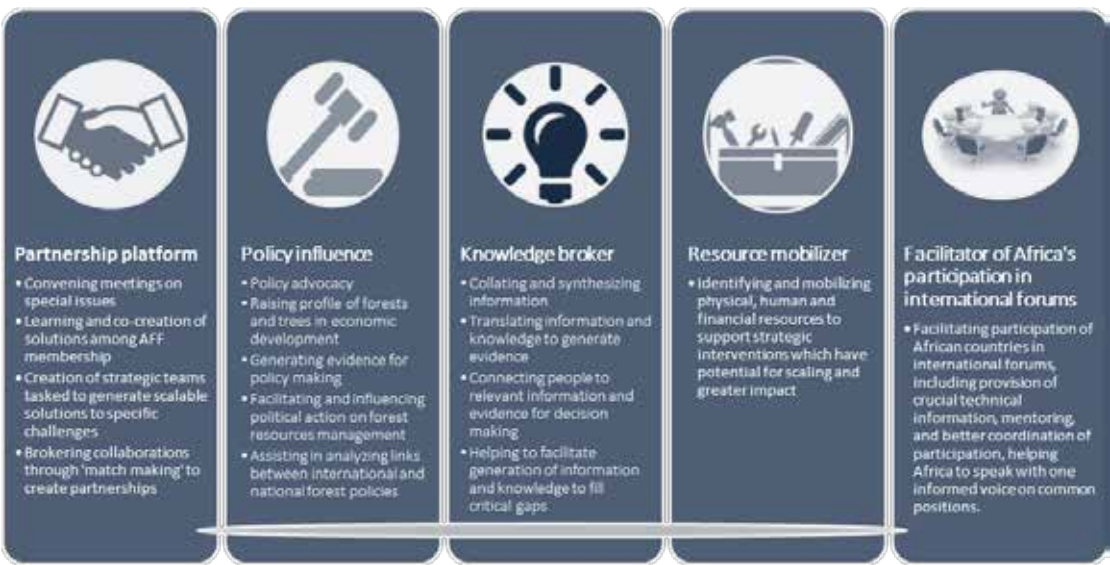 Partnership platform
• Convening meetings on
special issues
• Learning and co-creation of
solutions among AFF
membership
• Creation of strategic teams
tasked to generate scalable
solutions to specific
challenges
• Brokering collaborations
through 'match making' to
create partnerships
Policy influence
• Policy advocacy
• Raising profile of forests
and trees in economic
development
• Generating evidence for
policy making
• Facilitating and influencing
political action on forest
resources management
• Assisting in analyzing links
between international and
national forest policies
Knowledge broker
• Collating and synthesizing
information
• Translating information and
knowledge to generate
evidence
• Connecting people to
relevant information and
evidence for decision
making
• Helping to facilitate
generation of information
and knowledge to fill
critical gaps
Resource mobilizer
• Identifying and mobilizing
physical, human and
financial resources to
support strategic
interventions which have
potential for scaling and
greater impact
Facilitator of Africa's
participation in
international forums
• Facilitating participation of
African countries in
international forums,
including provision of
crucial technical
information, mentoring,
and better coordination of
participation, helping
Africa to speak with one
informed voice on common
positions.